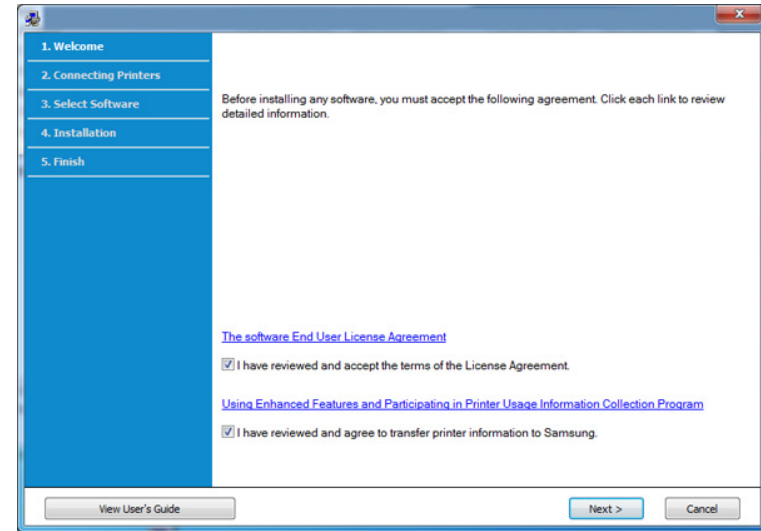 1. Welcome
2. Connecting Printers
3. Select Software
4. Installation
5. Finish
Before installing any software, you must accept the following agreement. Click each link to review
detailed information.
The software End User License Agreement
I have reviewed and accept the terms of the License Agreement.
Using Enhanced Features and Participating in Printer Usage Information Collection Program
I have reviewed and agree to transfer printer information to Samsung.
View User's Guide
Next >
Cancel